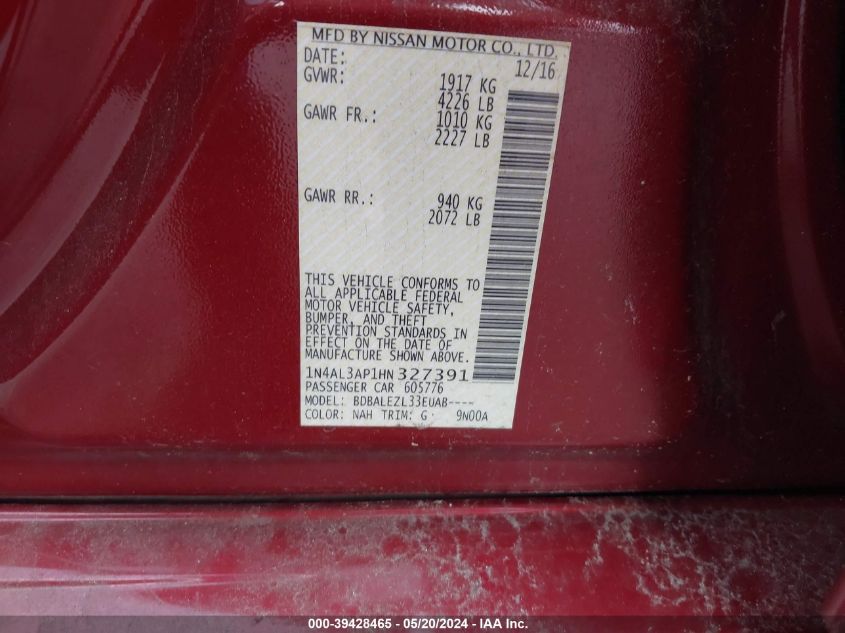 MFD BY NISSAN MOTOR CO., LTD.
DATE: 12/16
GVWR: 1917 KG
4226 LB
GAWR FR.: 1010 KG
2227 LB
GAWR RR.: 940 KG
2072 LB
THIS VEHICLE CONFORMS TO
ALL APPLICABLE FEDERAL
MOTOR VEHICLE SAFETY,
BUMPER, AND THEFT
PREVENTION STANDARDS IN
EFFECT ON THE DATE OF
MANUFACTURE SHOWN ABOVE.
1N4AL3AP1HN327391
PASSENGER CAR 605776
MODEL: BDBALEZL33EUAB----
COLOR: NAH TRIM: G 9N00A
000-39428465 - 05/20/2024 - IAA Inc.